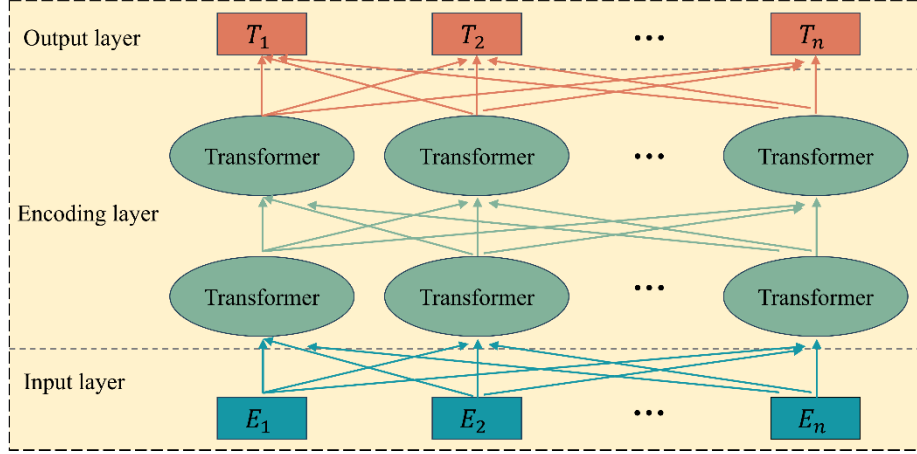 Output layer
T₁ T₂ ... Tₙ
Transformer Transformer ... Transformer
Encoding layer
Transformer Transformer ... Transformer
Input layer
E₁ E₂ ... Eₙ